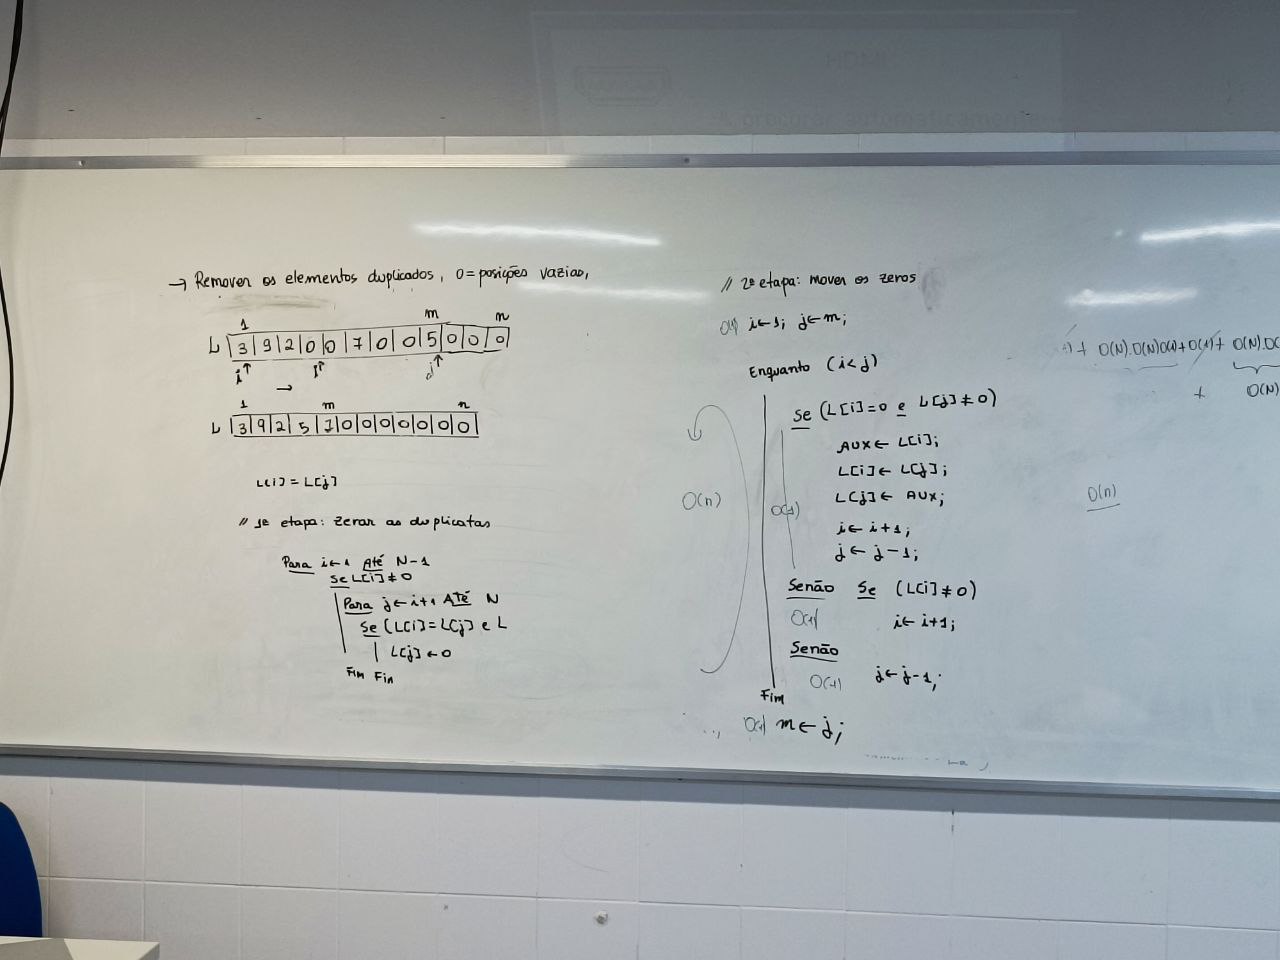 → Remover os elementos duplicados, 0 = posições vazias,
1 m n
L 3 9 2 0 0 7 0 0 5 0 0 0
i↑ i↑ j↑
→
1 m n
L 3 9 2 5 7 0 0 0 0 0 0 0
L[i] = L[j]
// 1ª etapa: zerar as duplicatas
Para i←1 Até N-1
Se L[i]≠0
Para j←i+1 Até N
Se (L[i]=L[j] e L
L[j]←0
Fim Fim
// 2ª etapa: mover os zeros
O(1) i←1; j←m;
Enquanto (i<j)
Se (L[i]=0 e L[j]≠0)
AUX← L[i];
L[i]← L[j];
L[j]← AUX;
O(n) O(1)
i← i+1;
j← j-1;
Senão Se (L[i]≠0)
O(1) i← i+1;
Senão
O(1) j← j-1;
Fim
O(1) m← j;
+ O(N).O(N)O(1)+O(1)+ O(N).O(
+ O(N)
O(n)
HDMI
procurar automaticamente